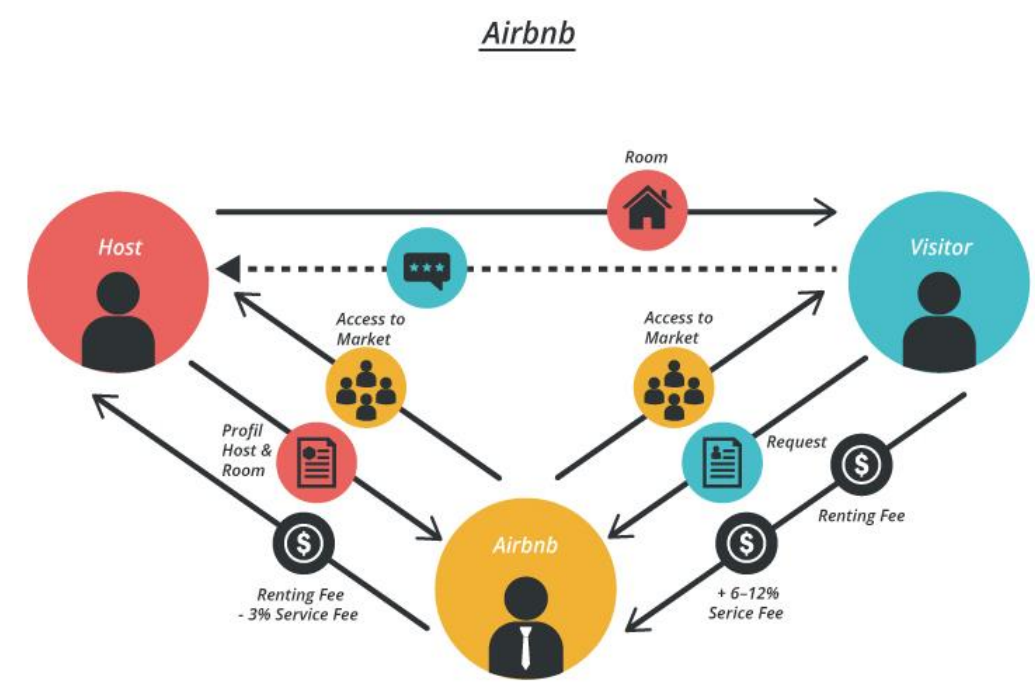 Airbnb
Room
Host
Visitor
Access to
Market
Access to
Market
Profil
Host &
Room
Request
$
$
Renting Fee
Airbnb
$
Renting Fee
- 3% Service Fee
+ 6–12%
Serice Fee